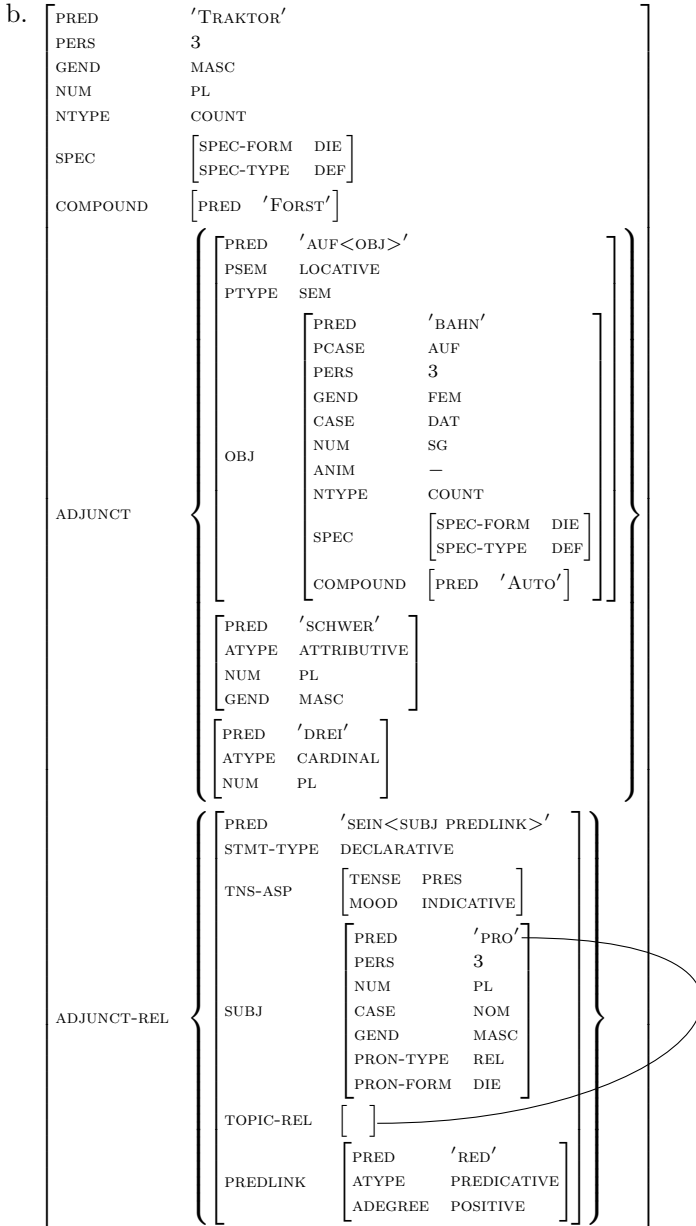 b.
PRED 'TRAKTOR'
PERS 3
GEND MASC
NUM PL
NTYPE COUNT
SPEC [SPEC-FORM DIE
SPEC-TYPE DEF]
COMPOUND [PRED 'FORST']
ADJUNCT
PRED 'AUF<OBJ>'
PSEM LOCATIVE
PTYPE SEM
OBJ
PRED 'BAHN'
PCASE AUF
PERS 3
GEND FEM
CASE DAT
NUM SG
ANIM −
NTYPE COUNT
SPEC [SPEC-FORM DIE
SPEC-TYPE DEF]
COMPOUND [PRED 'AUTO']
PRED 'SCHWER'
ATYPE ATTRIBUTIVE
NUM PL
GEND MASC
PRED 'DREI'
ATYPE CARDINAL
NUM PL
ADJUNCT-REL
PRED 'SEIN<SUBJ PREDLINK>'
STMT-TYPE DECLARATIVE
TNS-ASP [TENSE PRES
MOOD INDICATIVE]
SUBJ
PRED 'PRO'
PERS 3
NUM PL
CASE NOM
GEND MASC
PRON-TYPE REL
PRON-FORM DIE
TOPIC-REL [ ]
PREDLINK
PRED 'RED'
ATYPE PREDICATIVE
ADEGREE POSITIVE